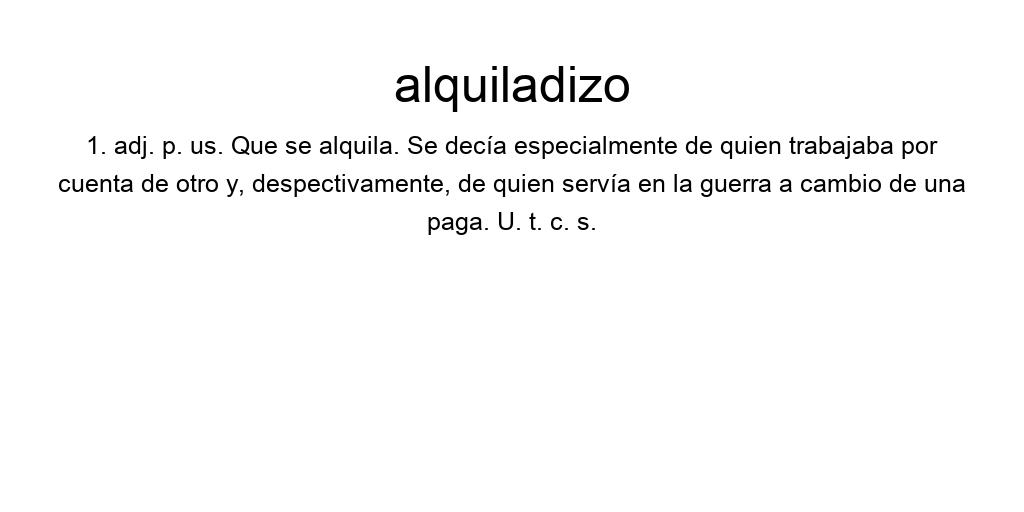 alquiladizo
1. adj. p. us. Que se alquila. Se decía especialmente de quien trabajaba por
cuenta de otro y, despectivamente, de quien servía en la guerra a cambio de una
paga. U. t. c. s.